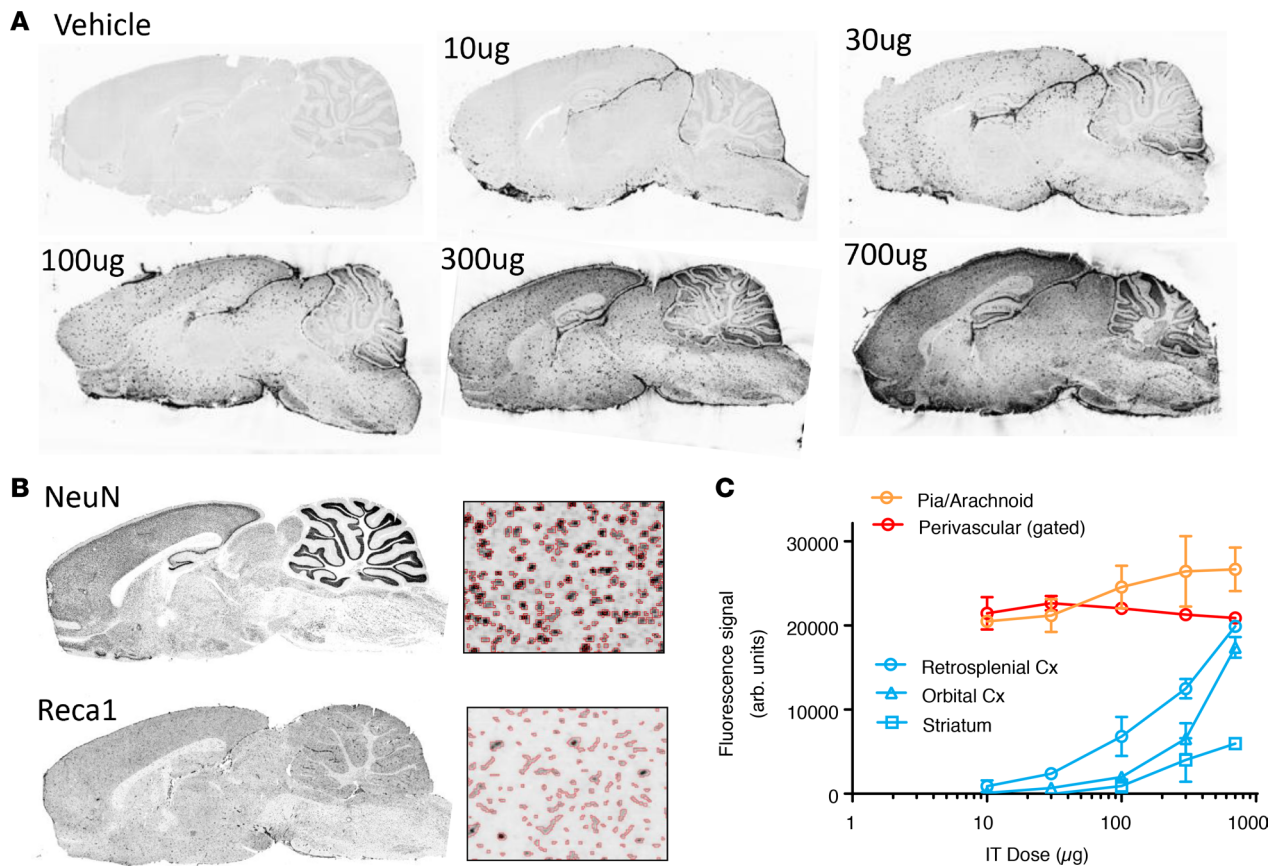 A
Vehicle
10ug
30ug
100ug
300ug
700ug
B
NeuN
Reca1
C
Pia/Arachnoid
Perivascular (gated)
Retrosplenial Cx
Orbital Cx
Striatum
Fluorescence signal
(arb. units)
30000
20000
10000
0
1
10
100
1000
IT Dose (µg)